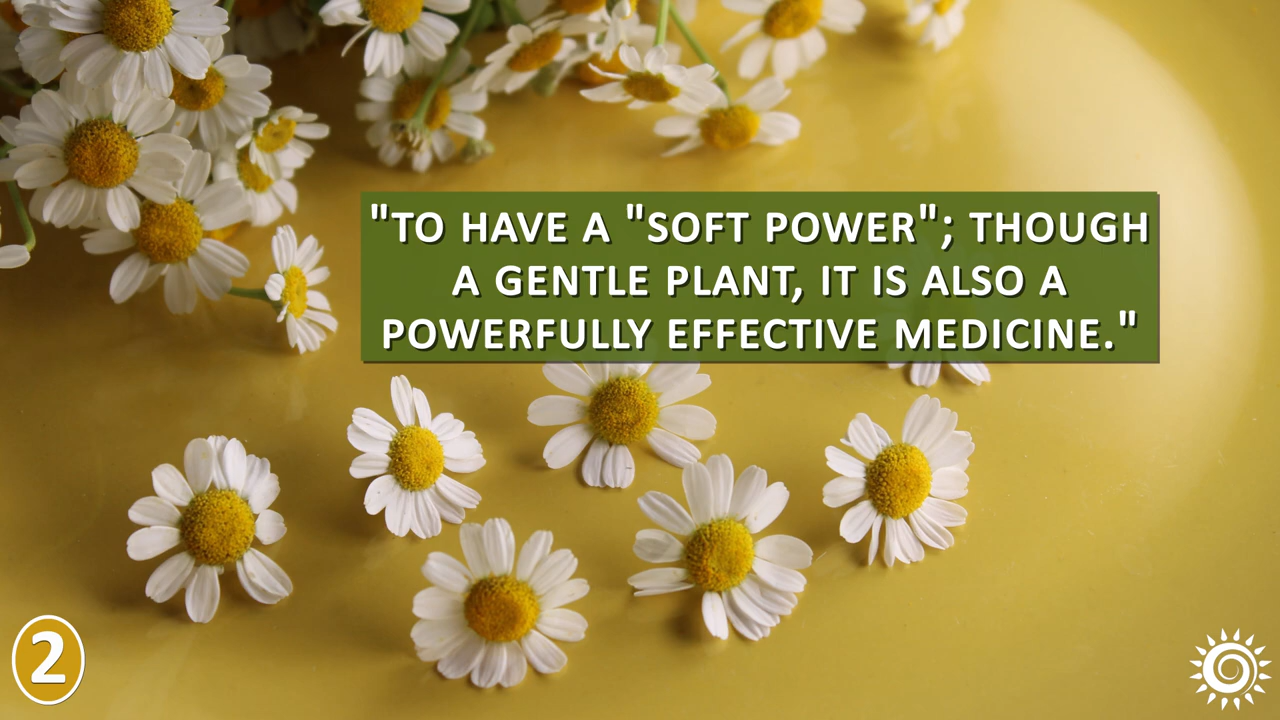 "TO HAVE A "SOFT POWER"; THOUGH
A GENTLE PLANT, IT IS ALSO A
POWERFULLY EFFECTIVE MEDICINE."
2